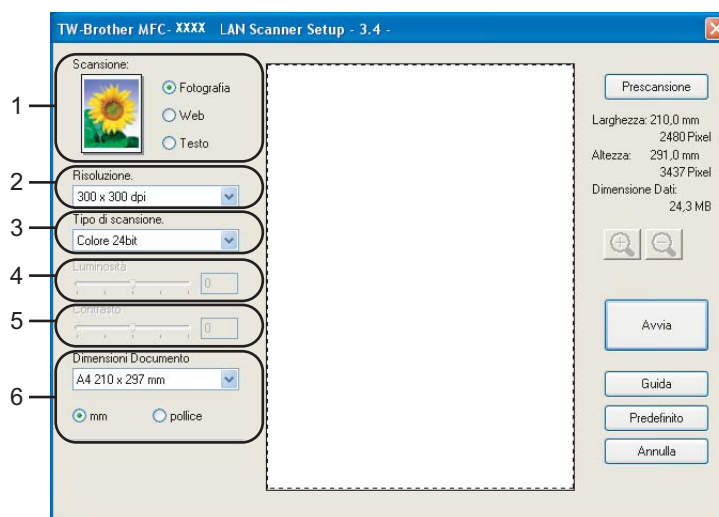 TW-Brother MFC- XXXX LAN Scanner Setup - 3.4 -
1
Scansione:
Fotografia
Web
Testo
2
Risoluzione.
300 x 300 dpi
3
Tipo di scansione.
Colore 24bit
4
Luminosità
0
5
Contrasto
0
6
Dimensioni Documento
A4 210 x 297 mm
mm
pollice
Prescansione
Larghezza: 210,0 mm
2480 Pixel
Altezza: 291,0 mm
3437 Pixel
Dimensione Dati:
24,3 MB
Avvia
Guida
Predefinito
Annulla